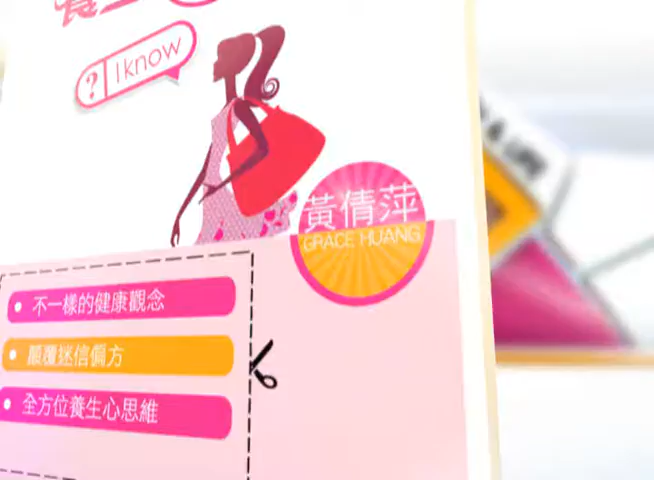 ? I know
黃倩萍
GRACE HUANG
不一樣的健康觀念
顛覆迷信偏方
全方位養生心思維
& LIFE